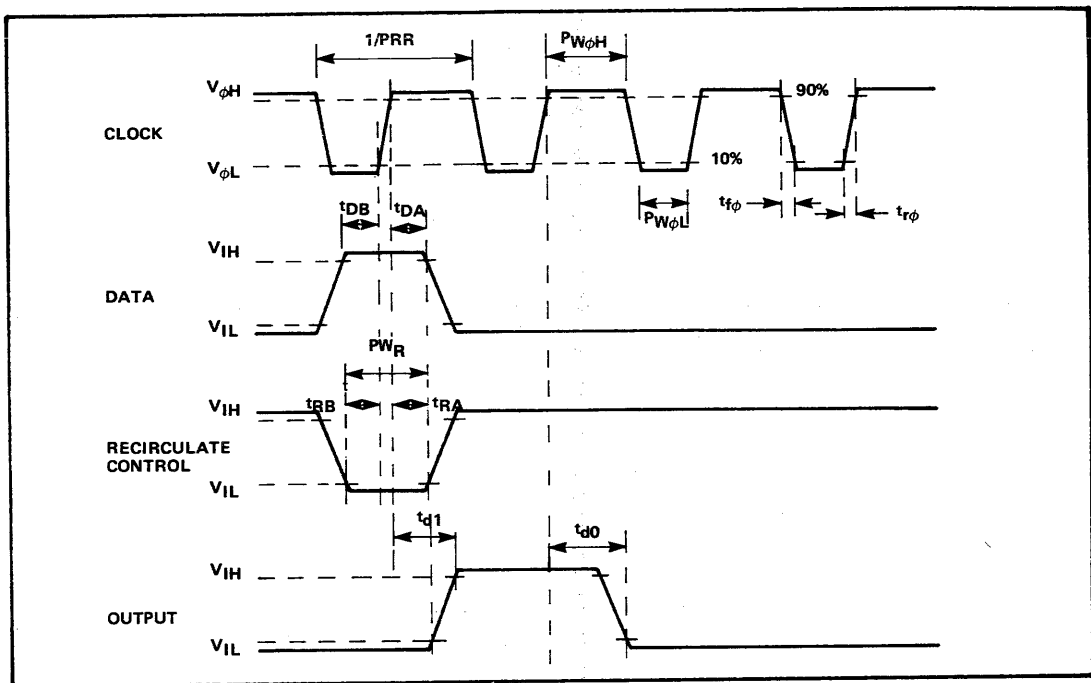 1/PRR
PWφH
VφH
90%
CLOCK
VφL
10%
tDB
tDA
PWφL
tfφ
trφ
VIH
DATA
VIL
PWR
VIH
tRB
tRA
RECIRCULATE
CONTROL
VIL
td1
td0
VIH
OUTPUT
VIL